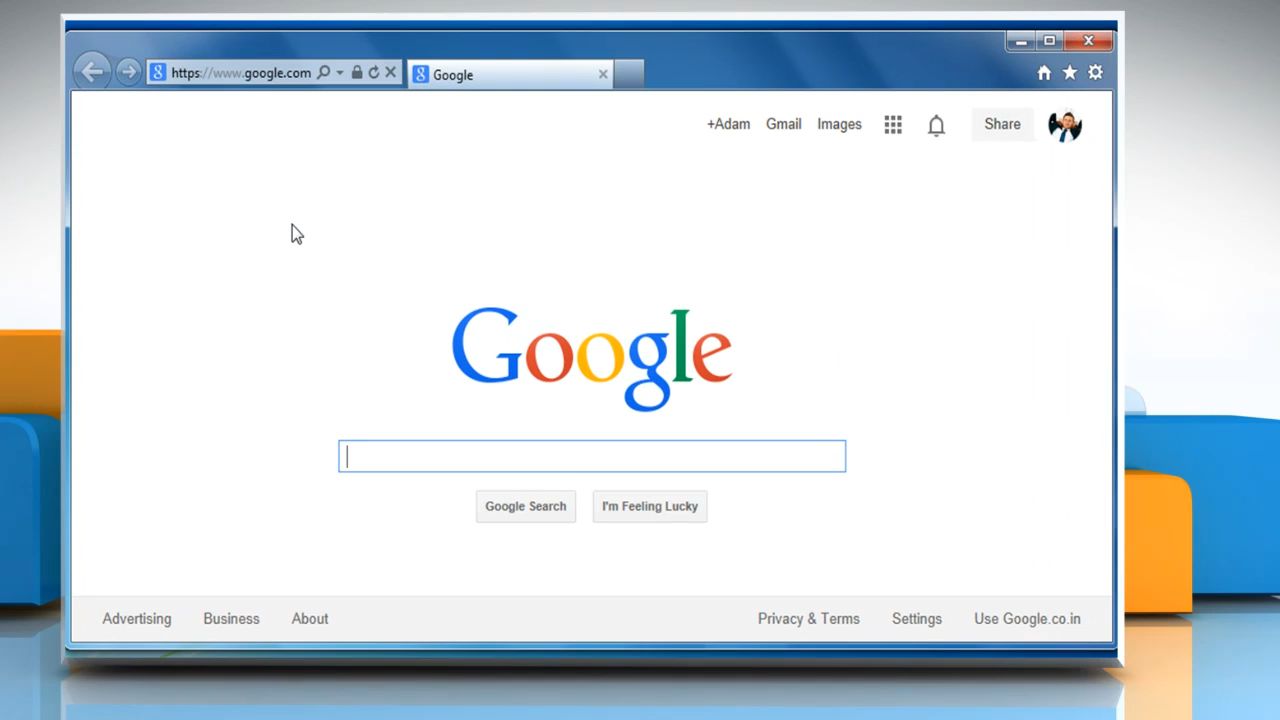 https://www.google.com
Google
+Adam Gmail Images Share
Google
Google Search I'm Feeling Lucky
Advertising Business About Privacy & Terms Settings Use Google.co.in